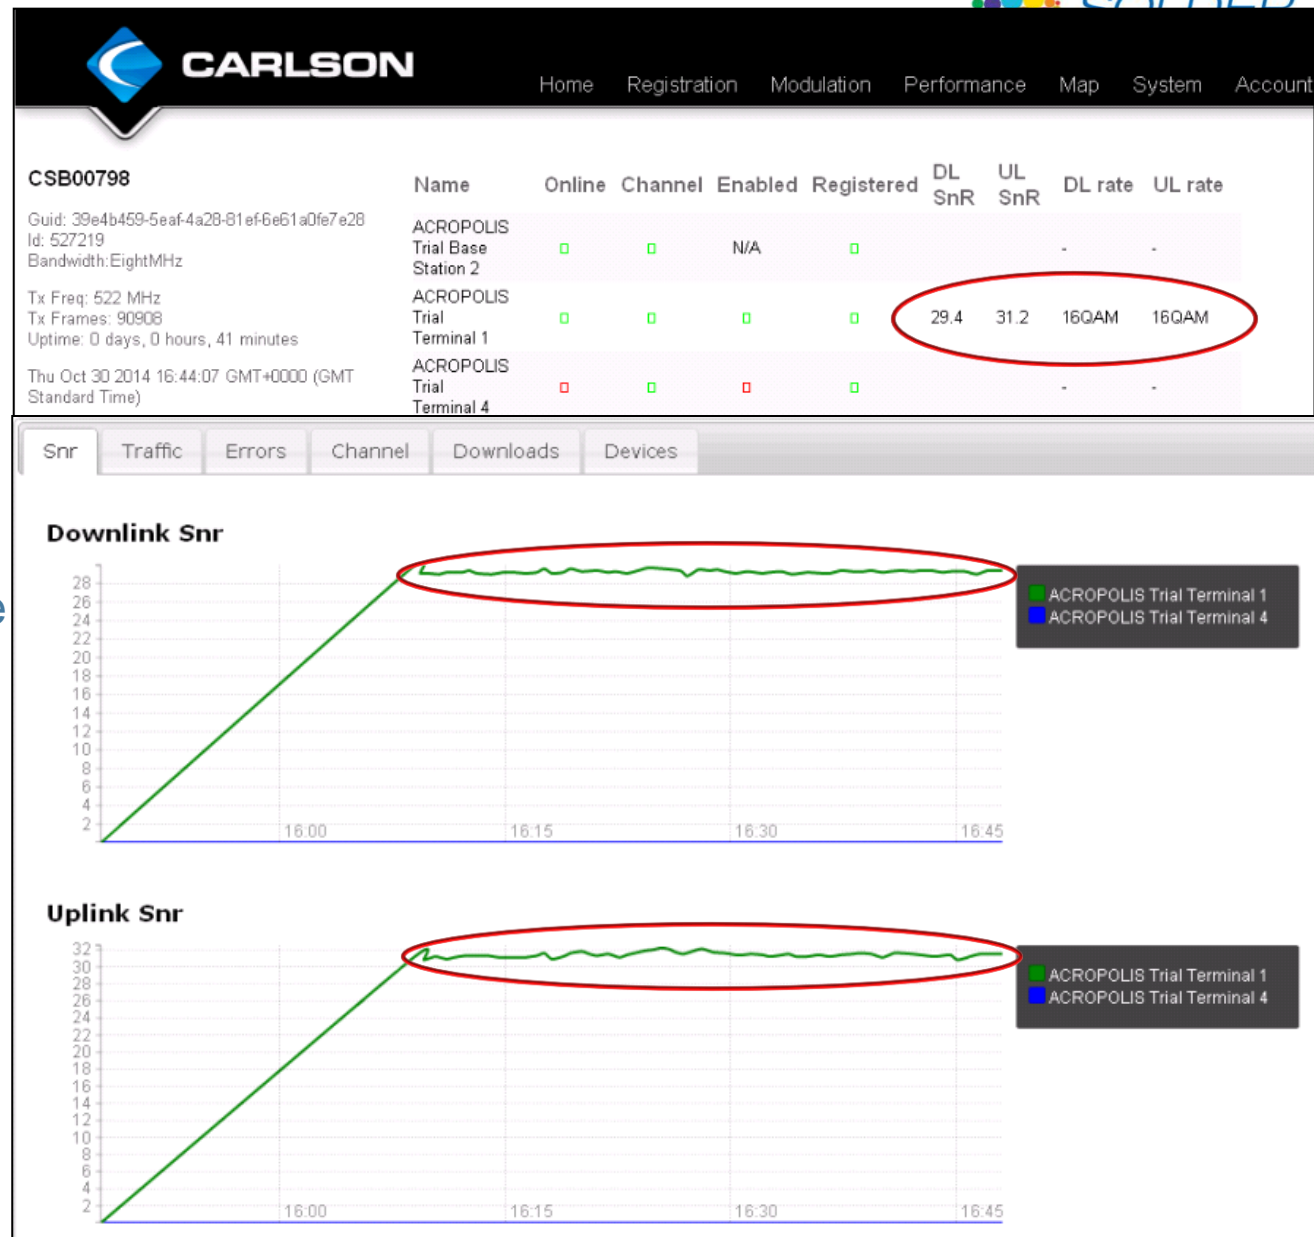 SOLDER
CARLSON
Home Registration Modulation Performance Map System Account
CSB00798
Guid: 39e4b459-5eaf-4a28-81ef-6e61a0fe7e28
Id: 527219
Bandwidth:EightMHz
Tx Freq: 522 MHz
Tx Frames: 90908
Uptime: 0 days, 0 hours, 41 minutes
Thu Oct 30 2014 16:44:07 GMT+0000 (GMT
Standard Time)
Name Online Channel Enabled Registered DL SnR UL SnR DL rate UL rate
ACROPOLIS
Trial Base
Station 2
N/A - -
ACROPOLIS
Trial
Terminal 1
29.4 31.2 16QAM 16QAM
ACROPOLIS
Trial
Terminal 4
- -
Snr Traffic Errors Channel Downloads Devices
Downlink Snr
28
26
24
22
20
18
16
14
12
10
8
6
4
2
16:00 16:15 16:30 16:45
ACROPOLIS Trial Terminal 1
ACROPOLIS Trial Terminal 4
e
Uplink Snr
32
30
28
26
24
22
20
18
16
14
12
10
8
6
4
2
16:00 16:15 16:30 16:45
ACROPOLIS Trial Terminal 1
ACROPOLIS Trial Terminal 4